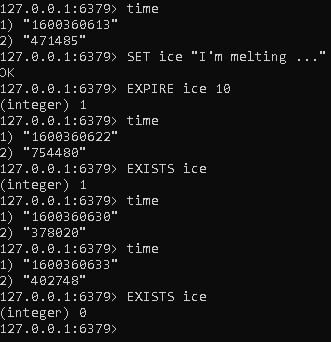 127.0.0.1:6379> time
1) "1600360613"
2) "471485"
127.0.0.1:6379> SET ice "I'm melting ..."
OK
127.0.0.1:6379> EXPIRE ice 10
(integer) 1
127.0.0.1:6379> time
1) "1600360622"
2) "754480"
127.0.0.1:6379> EXISTS ice
(integer) 1
127.0.0.1:6379> time
1) "1600360630"
2) "378020"
127.0.0.1:6379> time
1) "1600360633"
2) "402748"
127.0.0.1:6379> EXISTS ice
(integer) 0
127.0.0.1:6379>